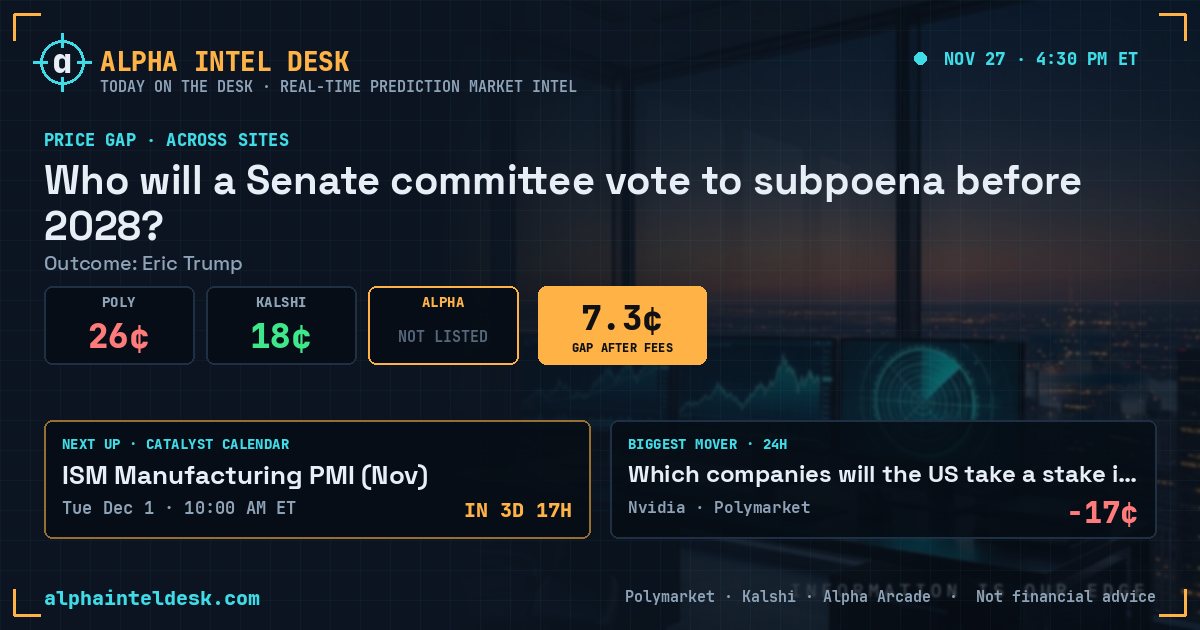 α
ALPHA INTEL DESK
TODAY ON THE DESK · REAL-TIME PREDICTION MARKET INTEL
NOV 27 · 4:30 PM ET
PRICE GAP · ACROSS SITES
Who will a Senate committee vote to subpoena before
2028?
Outcome: Eric Trump
POLY
26¢
KALSHI
18¢
ALPHA
NOT LISTED
7.3¢
GAP AFTER FEES
NEXT UP · CATALYST CALENDAR
ISM Manufacturing PMI (Nov)
Tue Dec 1 · 10:00 AM ET
IN 3D 17H
BIGGEST MOVER · 24H
Which companies will the US take a stake i…
Nvidia · Polymarket
-17¢
INFORMATION IS OUR EDGE
alphainteldesk.com
Polymarket · Kalshi · Alpha Arcade · Not financial advice